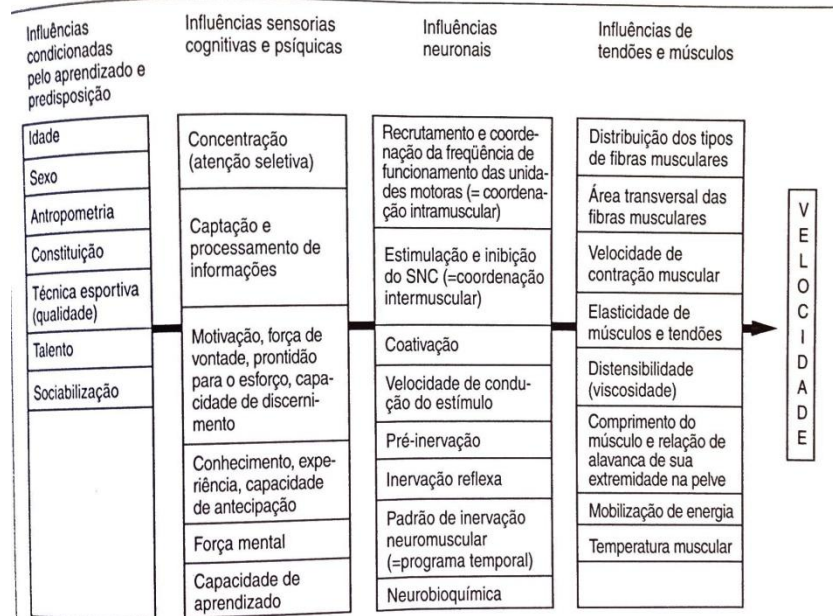 Influências
condicionadas
pelo aprendizado e
predisposição
Idade
Sexo
Antropometria
Constituição
Técnica esportiva
(qualidade)
Talento
Sociabilização
Influências sensorias
cognitivas e psíquicas
Concentração
(atenção seletiva)
Captação e
processamento de
informações
Motivação, força de
vontade, prontidão
para o esforço, capa-
cidade de discerni-
mento
Conhecimento, expe-
riência, capacidade
de antecipação
Força mental
Capacidade de
aprendizado
Influências
neuronais
Recrutamento e coorde-
nação da freqüência de
funcionamento das unida-
des motoras (= coordena-
ção intramuscular)
Estimulação e inibição
do SNC (=coordenação
intermuscular)
Coativação
Velocidade de condu-
ção do estímulo
Pré-inervação
Inervação reflexa
Padrão de inervação
neuromuscular
(=programa temporal)
Neurobioquímica
Influências de
tendões e músculos
Distribuição dos tipos
de fibras musculares
Área transversal das
fibras musculares
Velocidade de
contração muscular
Elasticidade de
músculos e tendões
Distensibilidade
(viscosidade)
Comprimento do
músculo e relação de
alavanca de sua
extremidade na pelve
Mobilização de energia
Temperatura muscular
VELOCIDADE